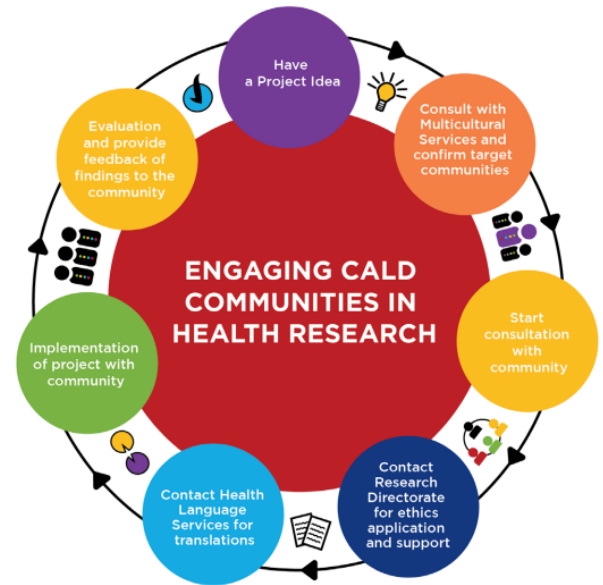 Have
a Project Idea
Consult with
Multicultural
Services and
confirm target
communities
Start
consultation
with
community
Contact
Research
Directorate
for ethics
application
and support
Contact Health
Language
Services for
translations
Implementation
of project with
community
Evaluation
and provide
feedback of
findings to the
community
ENGAGING CALD
COMMUNITIES IN
HEALTH RESEARCH